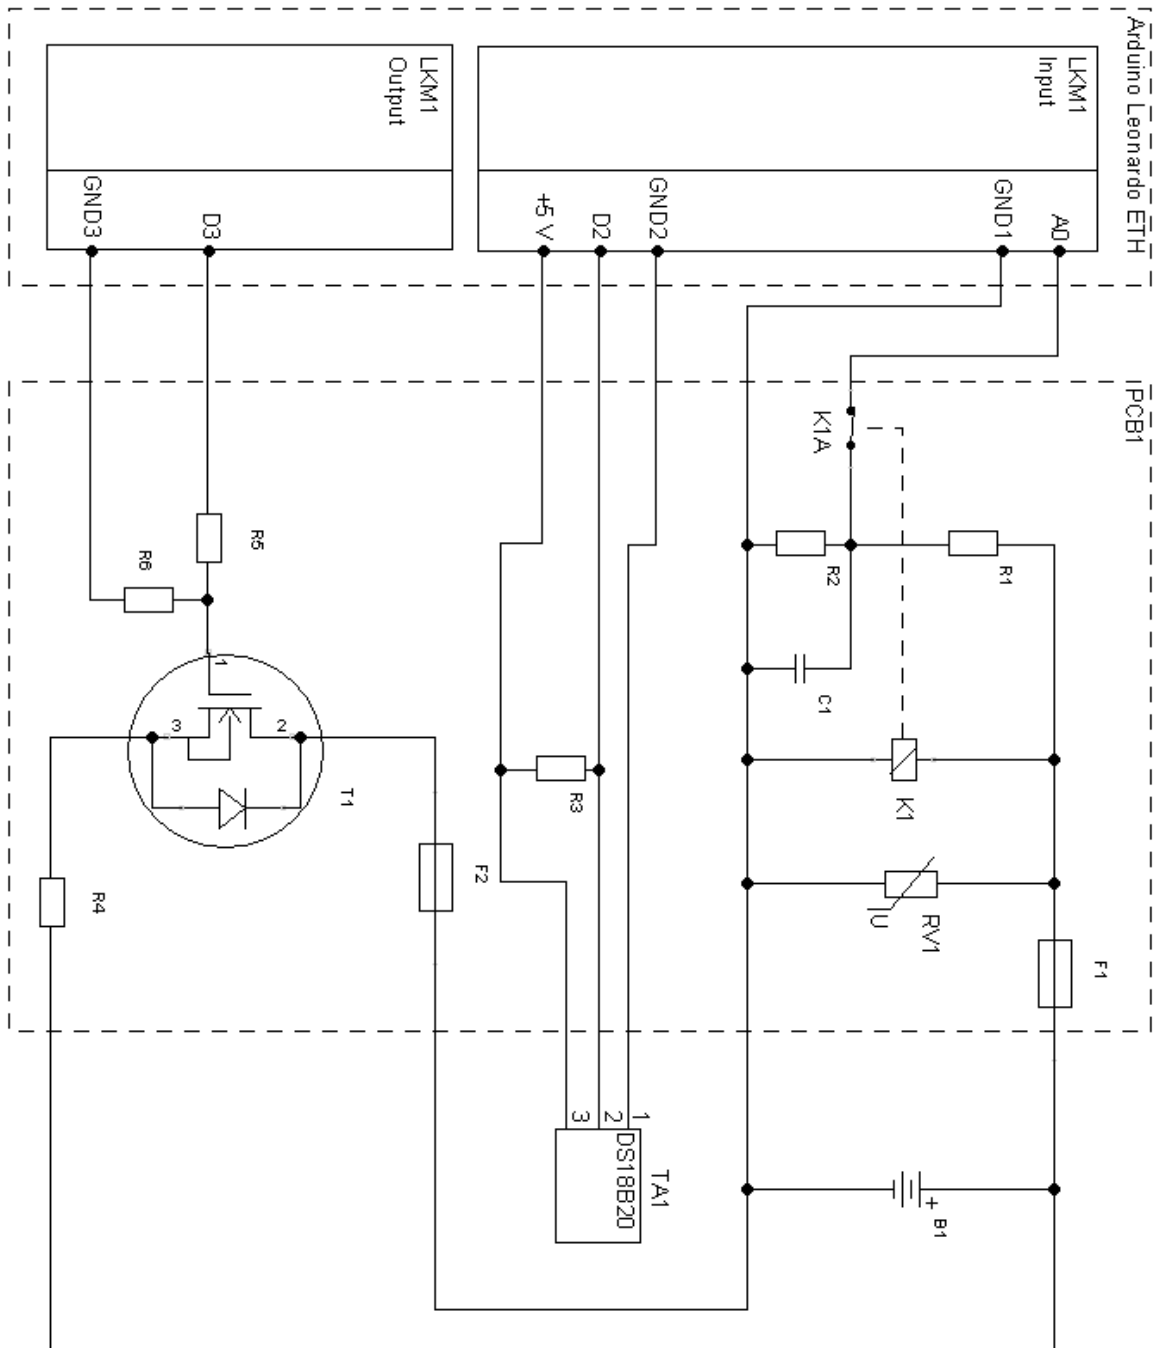 Arduino Leonardo ETH
LKM1
Output
LKM1
Input
GND3
D3
+5 V
D2
GND2
GND1
A0
PCB1
K1A
R5
R6
R2
R1
1
C1
3
2
T1
R3
K1
F2
R4
U
RV1
F1
3
2
1
DS18B20
TA1
+
B1